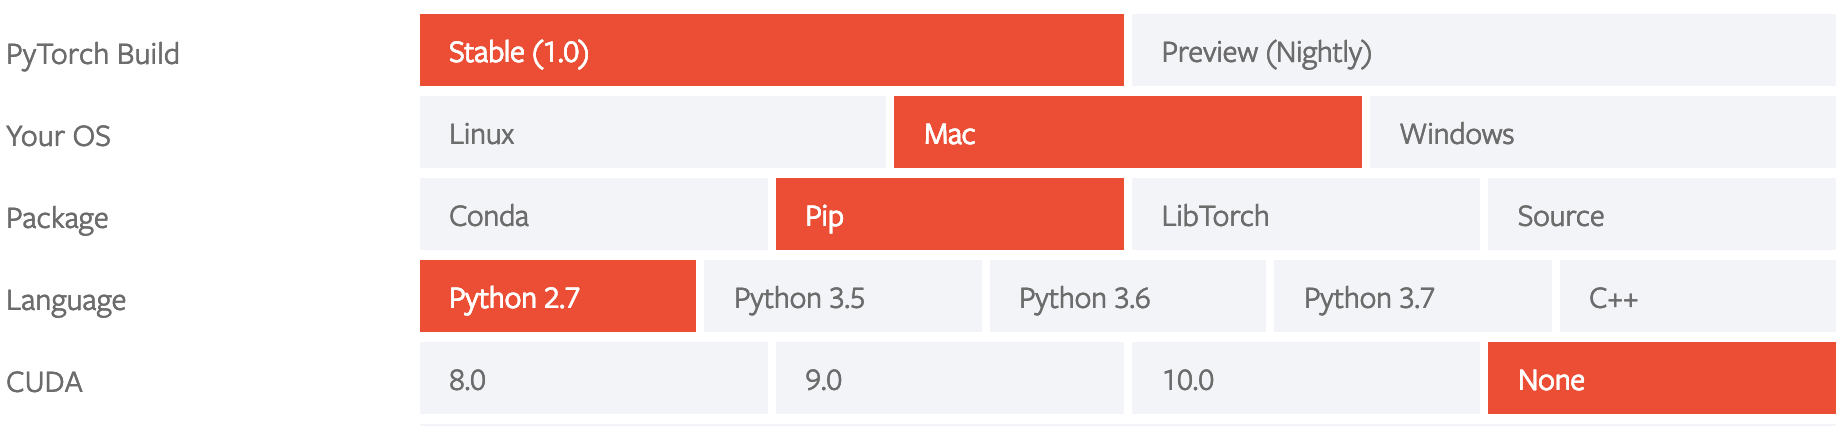 PyTorch Build Stable (1.0) Preview (Nightly)
Your OS Linux Mac Windows
Package Conda Pip LibTorch Source
Language Python 2.7 Python 3.5 Python 3.6 Python 3.7 C++
CUDA 8.0 9.0 10.0 None